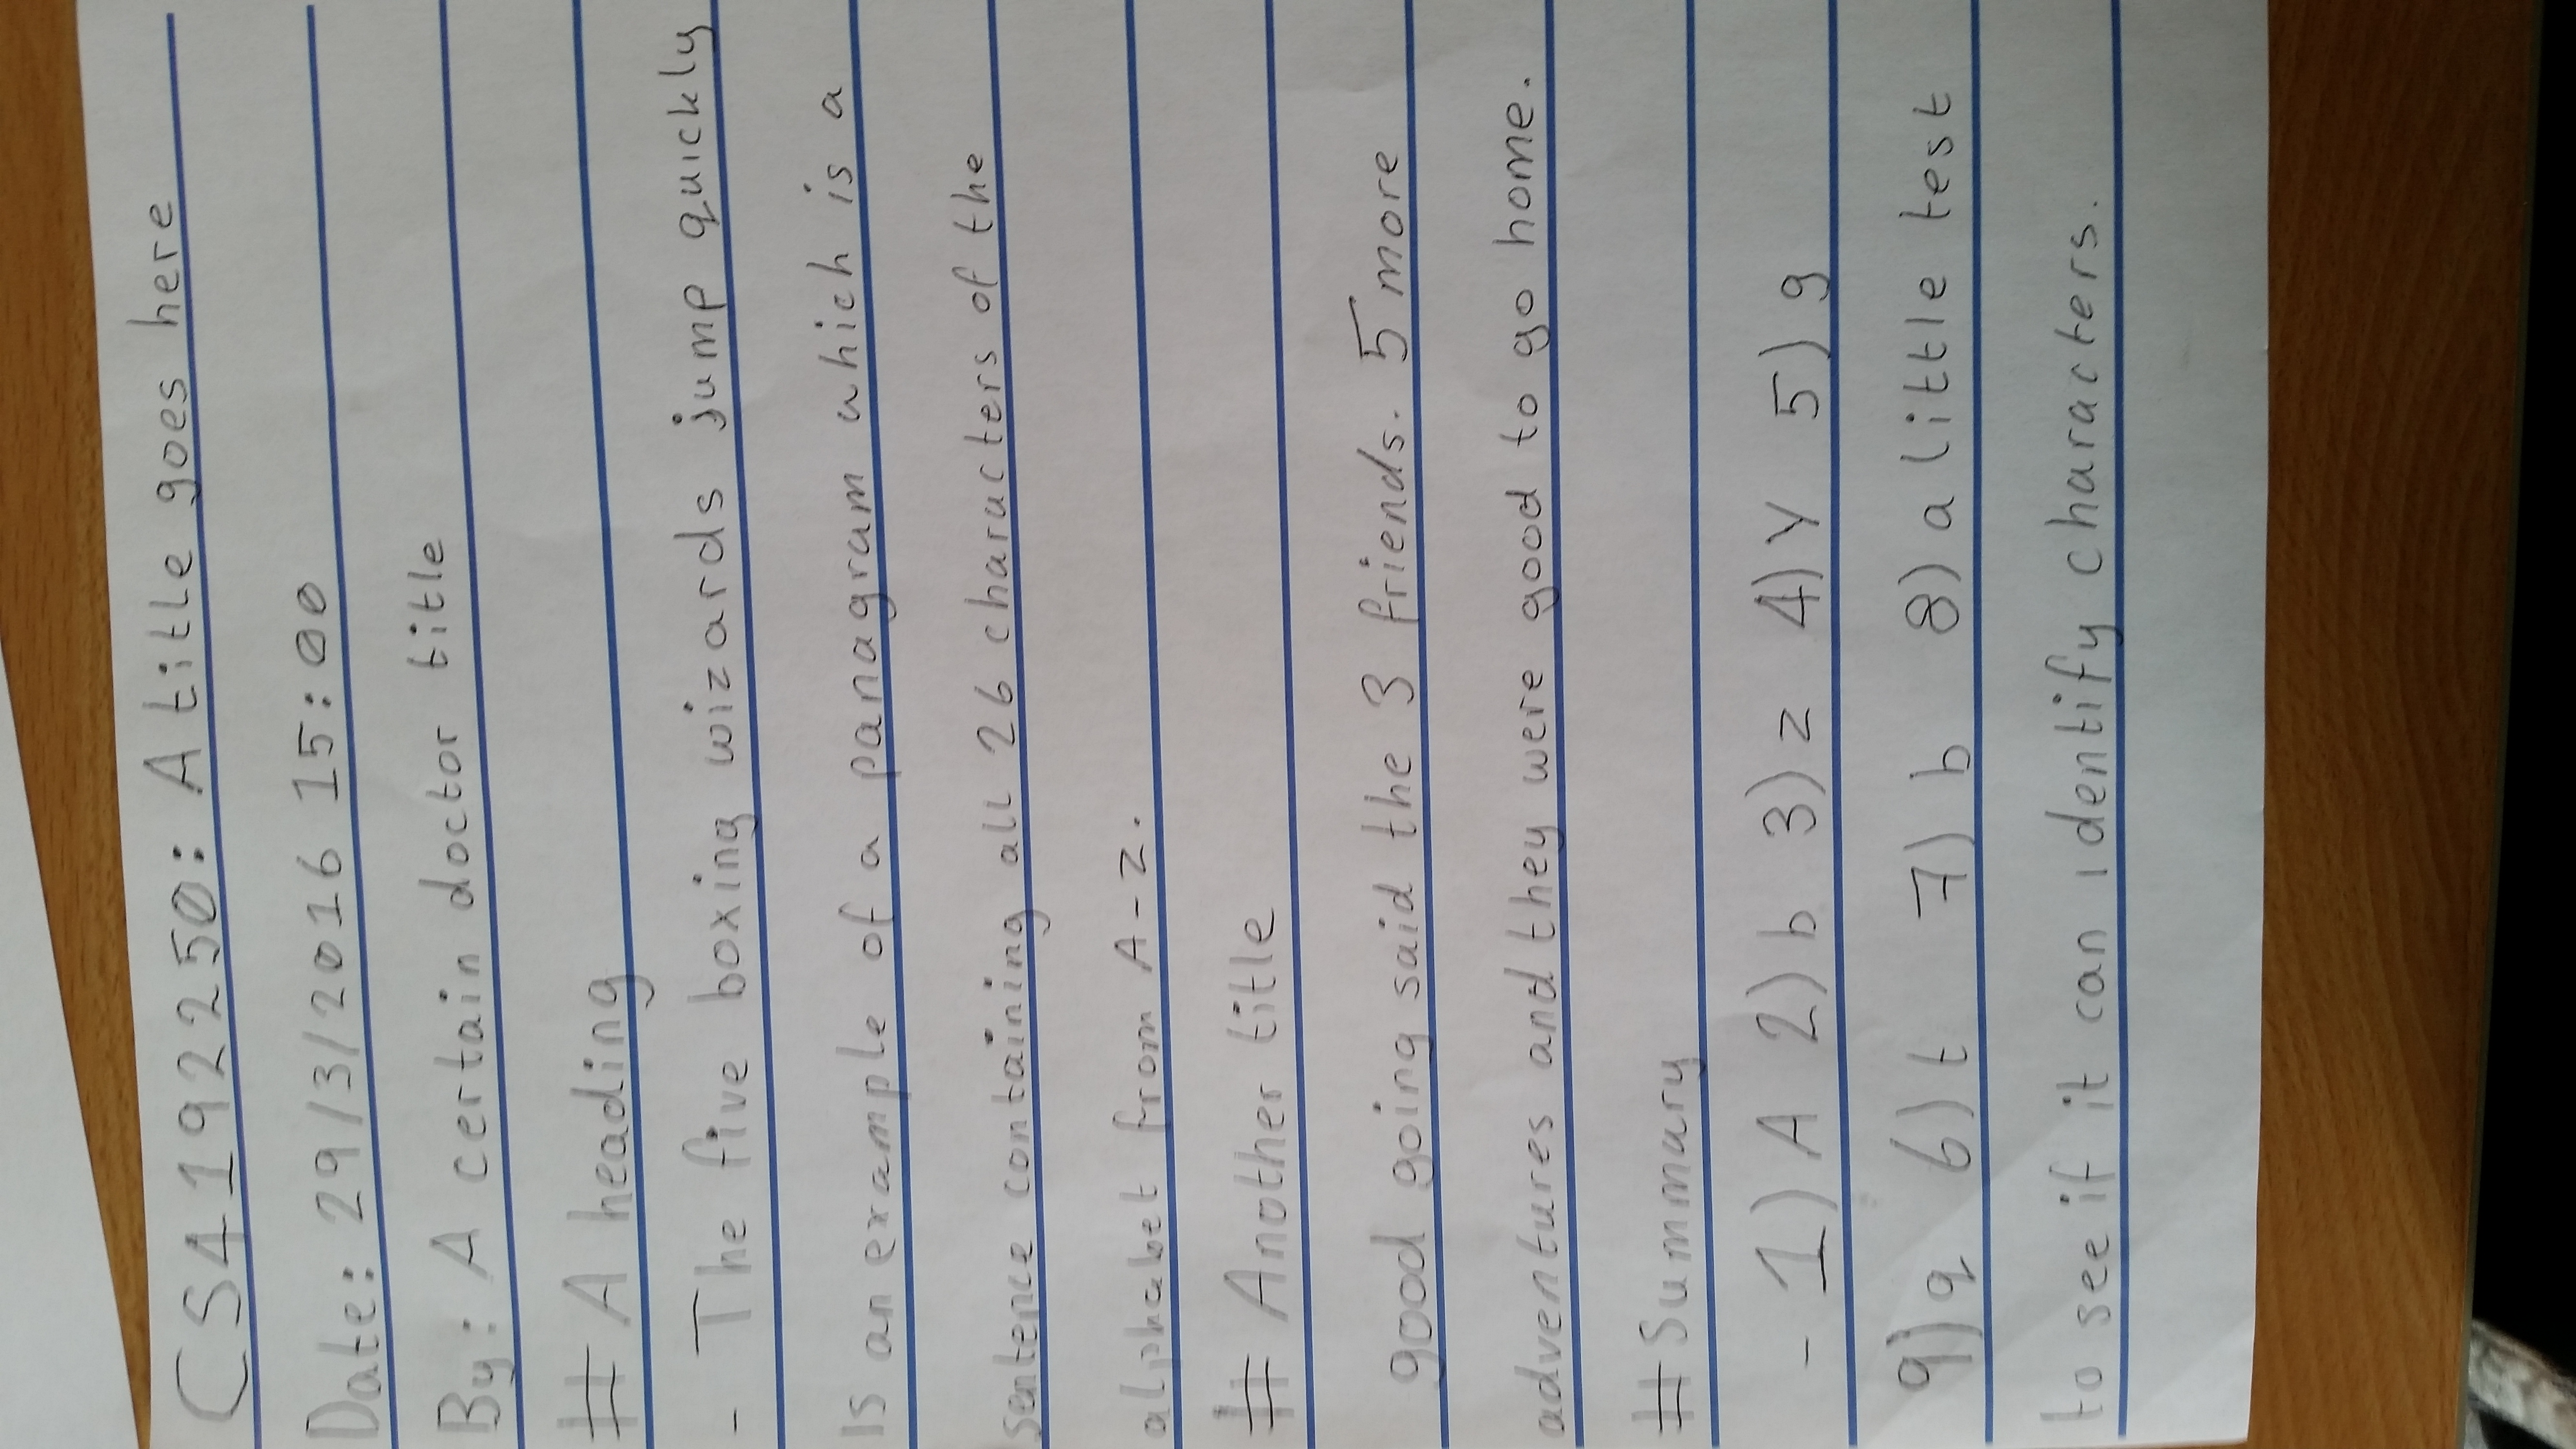 CS4192250: A title goes here
Date: 29/3/2016 15:00
By: A certain doctor title
# A heading
- The five boxing wizards jump quickly
Is an example of a panagram which is a
sentence containing all 26 characters of the
alphabet from A-Z.
# Another title
good going said the 3 friends. 5 more
adventures and they were good to go home.
# Summary
- 1) A 2) b 3) z 4) Y 5) g
9) q 6) t 7) b 8) a little test
to see if it can identify characters.